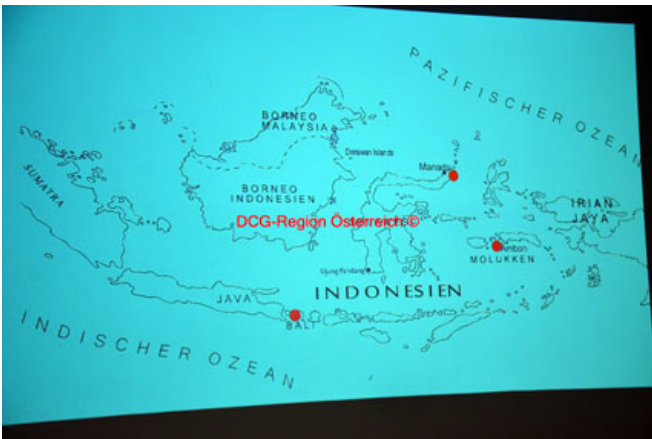 PAZIFISCHER OZEAN
BORNEO
MALAYSIA
Derawan Islands
SUMATRA
Manado
BORNEO
INDONESIEN
IRIAN
JAYA
DCG-Region Österreich ©
Ambon
MOLUKKEN
Ujung Pandang
INDONESIEN
JAVA
BALI
INDISCHER OZEAN